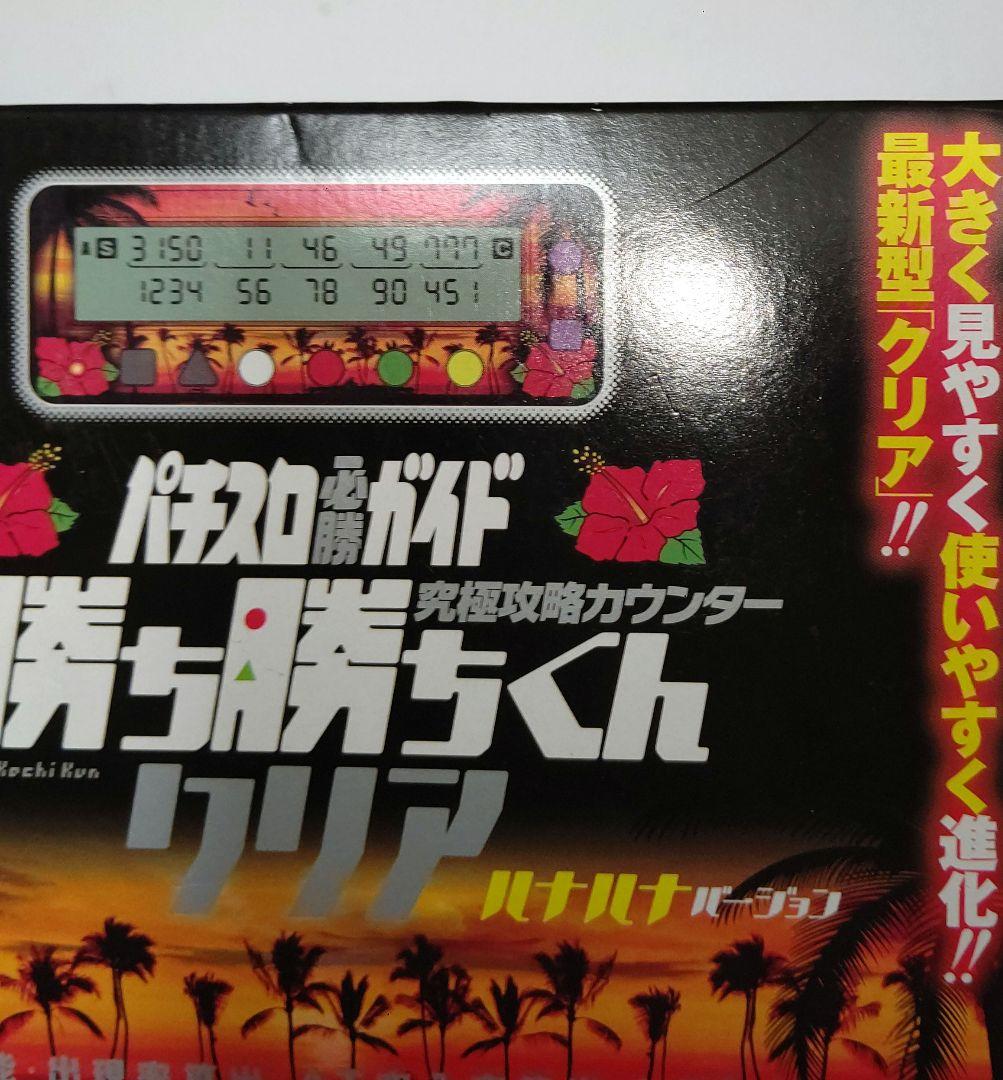 大きく見やすく使いやすく進化!!
最新型「クリア」!!
S 3150 11 46 49 777 C
1234 56 78 90 451
パチスロ必勝ガイド
究極攻略カウンター
勝ち勝ちくん
Kachi Kun
クリア
ハナハナバージョン